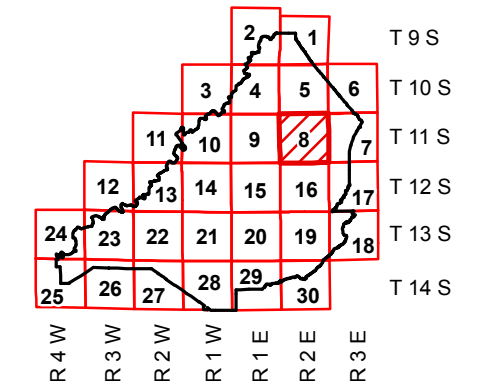 2 1 T 9 S
3 4 5 6 T 10 S
11 10 9 8 7 T 11 S
12 13 14 15 16 17 T 12 S
24 23 22 21 20 19 18 T 13 S
25 26 27 28 29 30 T 14 S
R 4 W R 3 W R 2 W R 1 W R 1 E R 2 E R 3 E